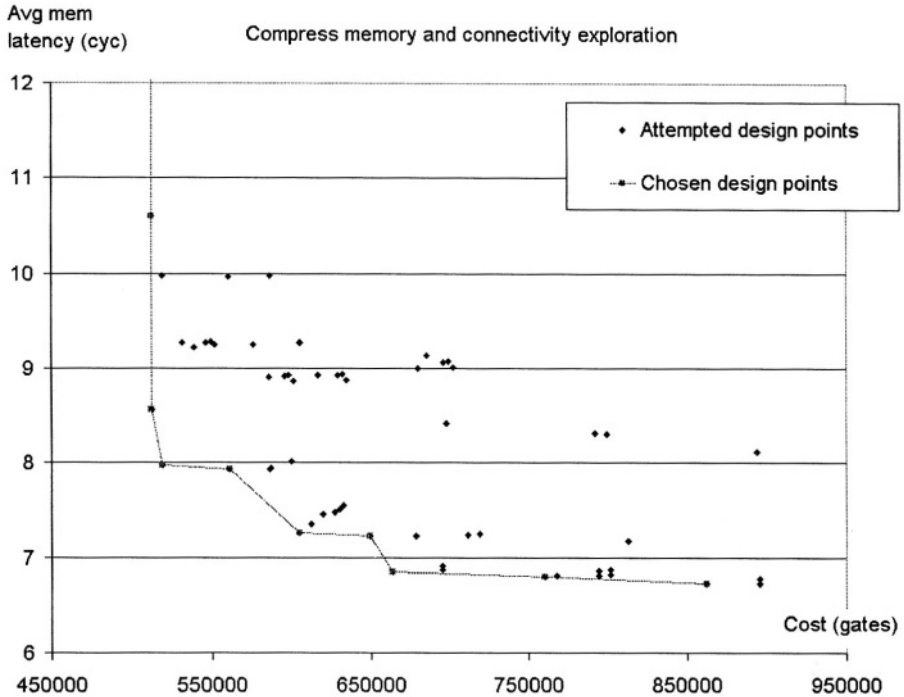 Avg mem
latency (cyc)
Compress memory and connectivity exploration
12
Attempted design points
11
Chosen design points
10
9
8
7
Cost (gates)
6
450000 550000 650000 750000 850000 950000